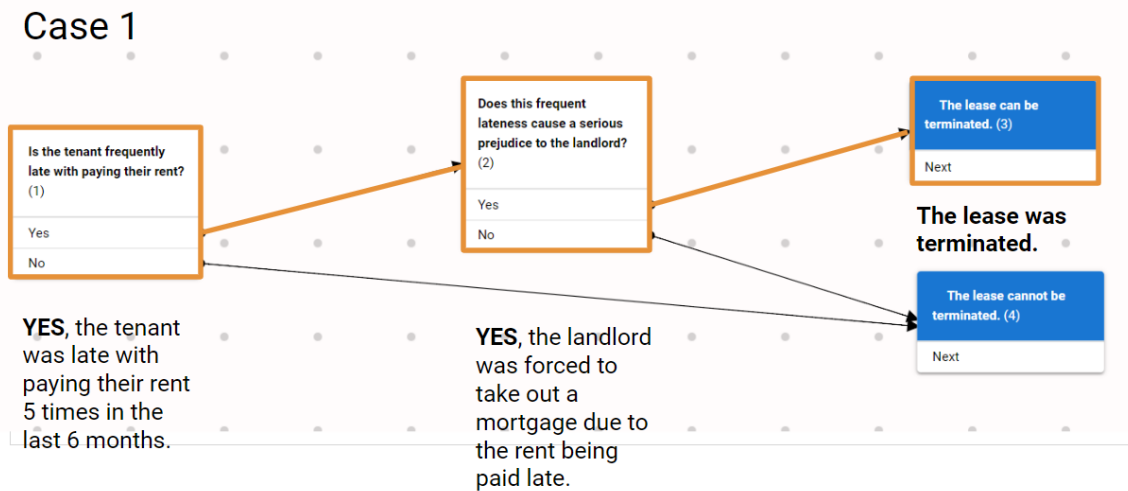 Case 1
Is the tenant frequently
late with paying their rent?
(1)
Yes
No
YES, the tenant
was late with
paying their rent
5 times in the
last 6 months.
Does this frequent
lateness cause a serious
prejudice to the landlord?
(2)
Yes
No
YES, the landlord
was forced to
take out a
mortgage due to
the rent being
paid late.
The lease can be
terminated. (3)
Next
The lease was
terminated.
The lease cannot be
terminated. (4)
Next